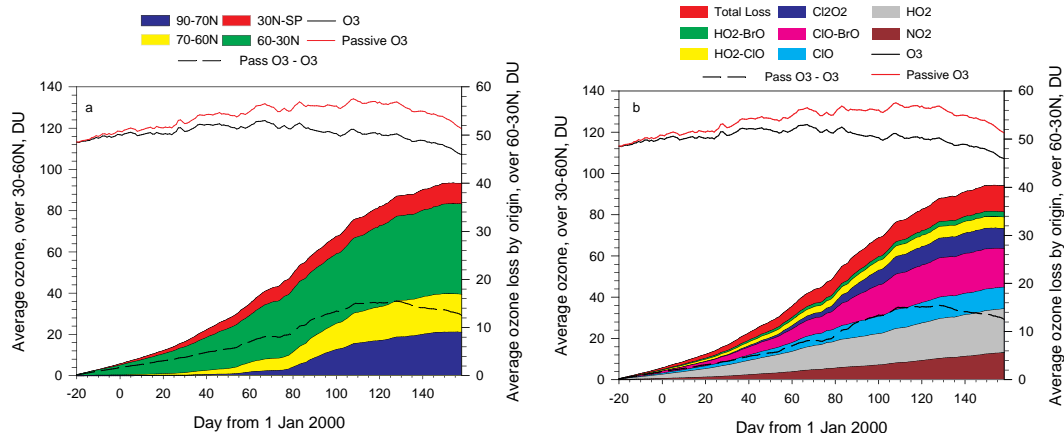 90-70N 30N-SP O3
70-60N 60-30N Passive O3
Pass O3 - O3
a
140
120
100
80
60
40
20
0
60
50
40
30
20
10
0
-20 0 20 40 60 80 100 120 140
Average ozone, over 30-60N, DU
Average ozone loss by origin, over 60-30N, DU
Day from 1 Jan 2000
Total Loss Cl2O2 HO2
HO2-BrO ClO-BrO NO2
HO2-ClO ClO O3
Pass O3 - O3 Passive O3
b
140
120
100
80
60
40
20
0
60
50
40
30
20
10
0
-20 0 20 40 60 80 100 120 140
Average ozone, over 30-60N, DU
Average ozone loss by origin, over 60-30N, DU
Day from 1 Jan 2000